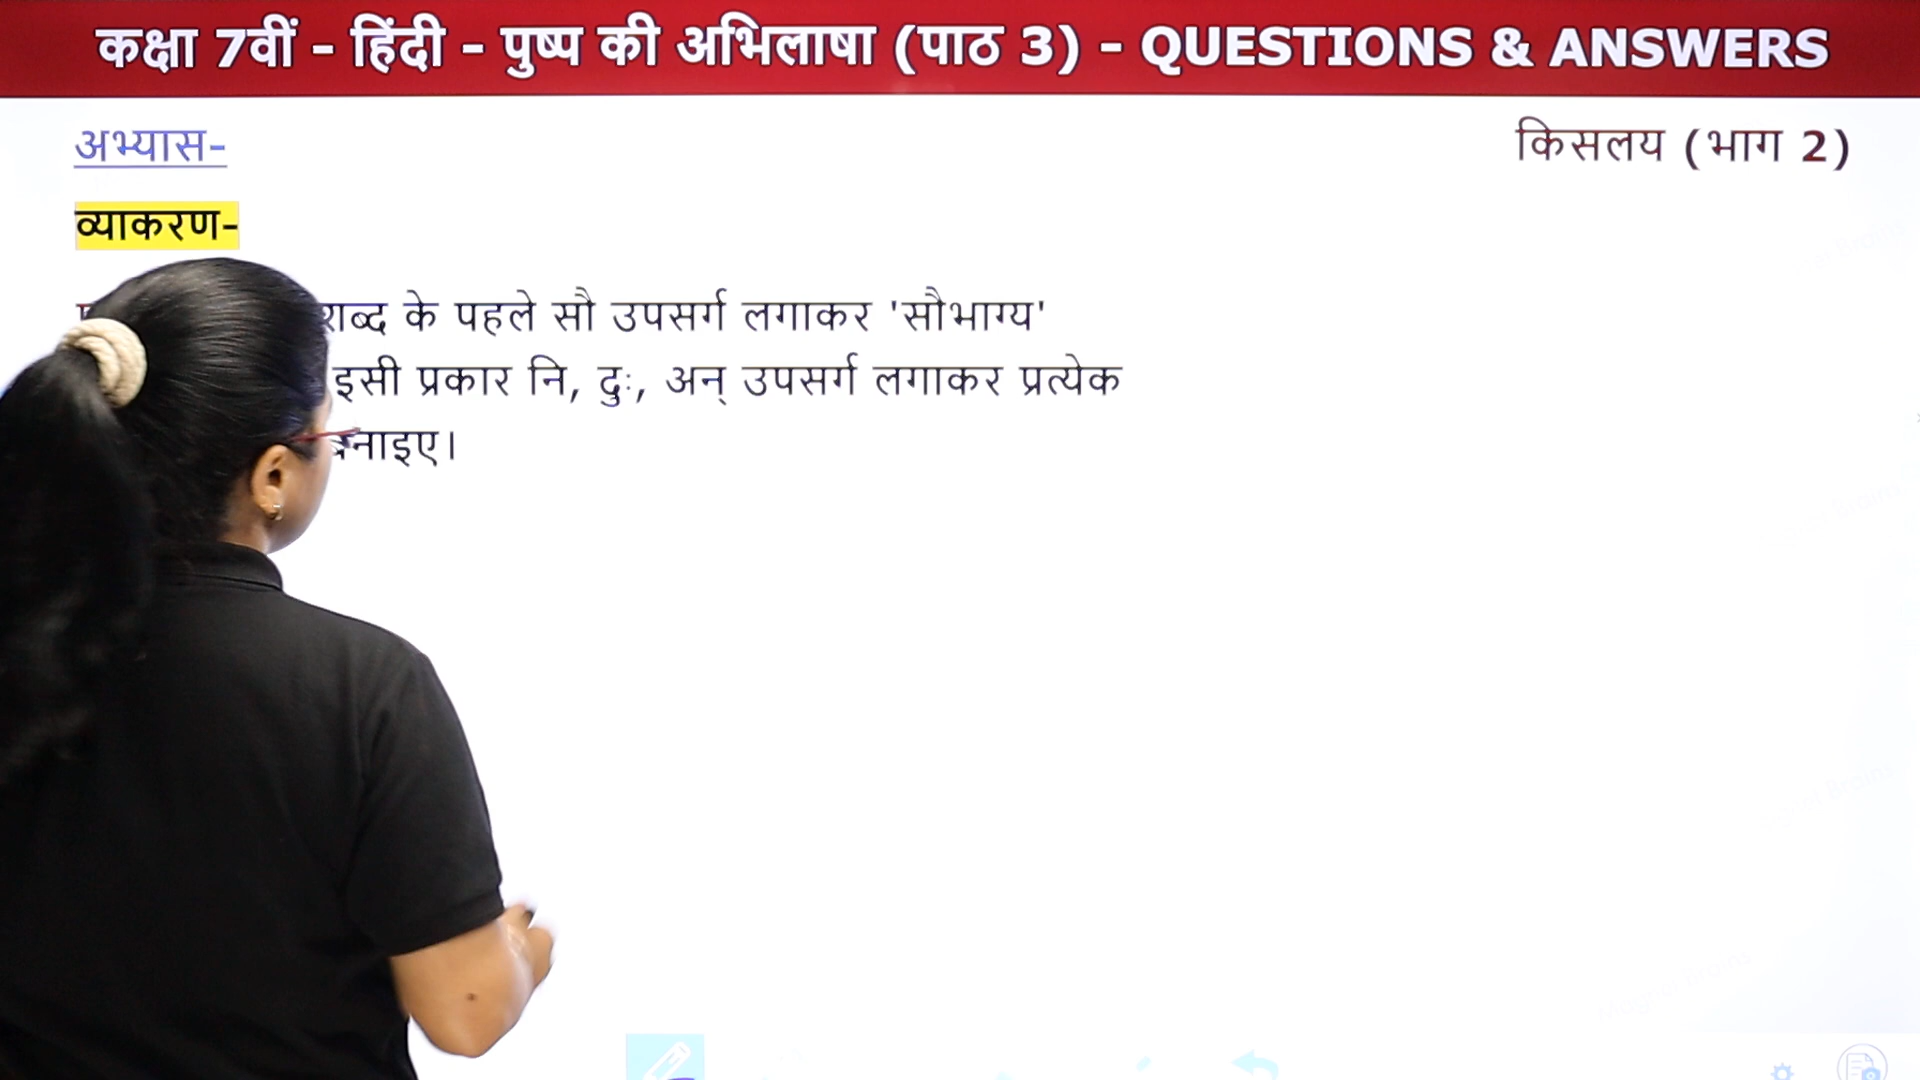 कक्षा 7वीं - हिंदी - पुष्प की अभिलाषा (पाठ 3) - QUESTIONS & ANSWERS
अभ्यास-
किसलय (भाग 2)
व्याकरण-
शब्द के पहले सौ उपसर्ग लगाकर 'सौभाग्य'
इसी प्रकार नि, दुः, अन् उपसर्ग लगाकर प्रत्येक
बनाइए।